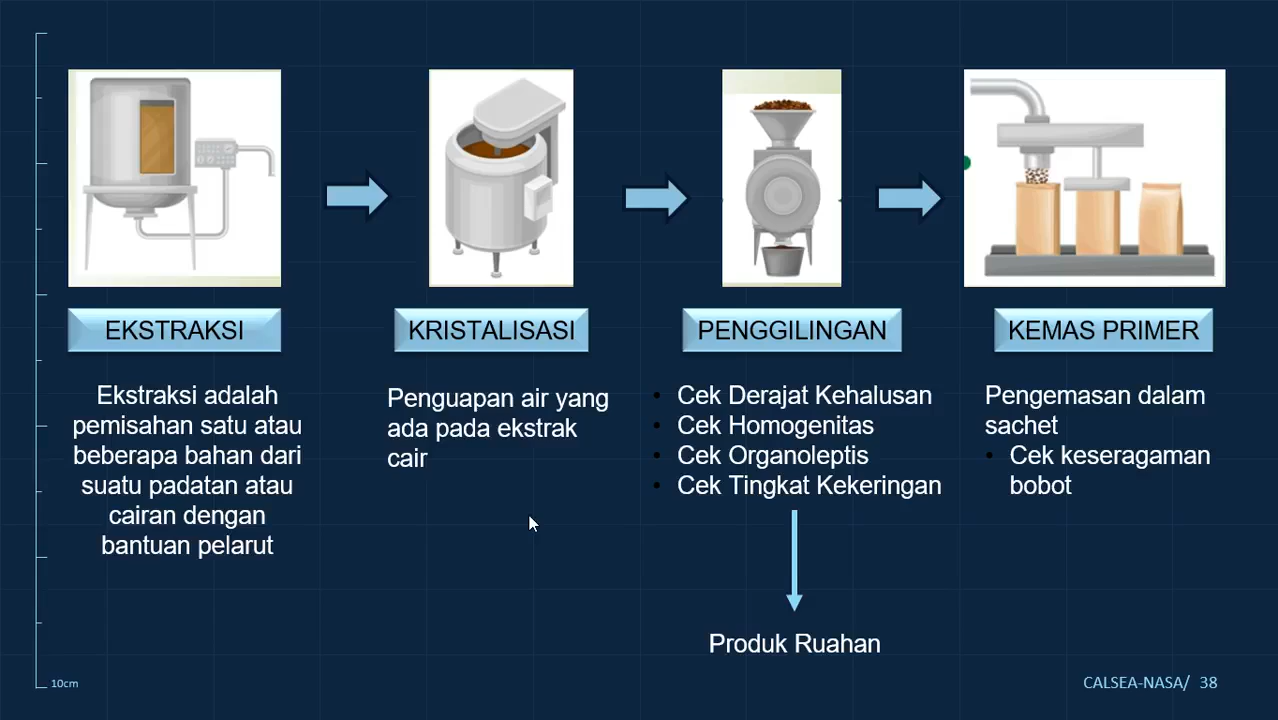 EKSTRAKSI
Ekstraksi adalah
pemisahan satu atau
beberapa bahan dari
suatu padatan atau
cairan dengan
bantuan pelarut
KRISTALISASI
Penguapan air yang
ada pada ekstrak
cair
PENGGILINGAN
• Cek Derajat Kehalusan
• Cek Homogenitas
• Cek Organoleptis
• Cek Tingkat Kekeringan
Produk Ruahan
KEMAS PRIMER
Pengemasan dalam
sachet
• Cek keseragaman
bobot
10cm
CALSEA-NASA/ 38